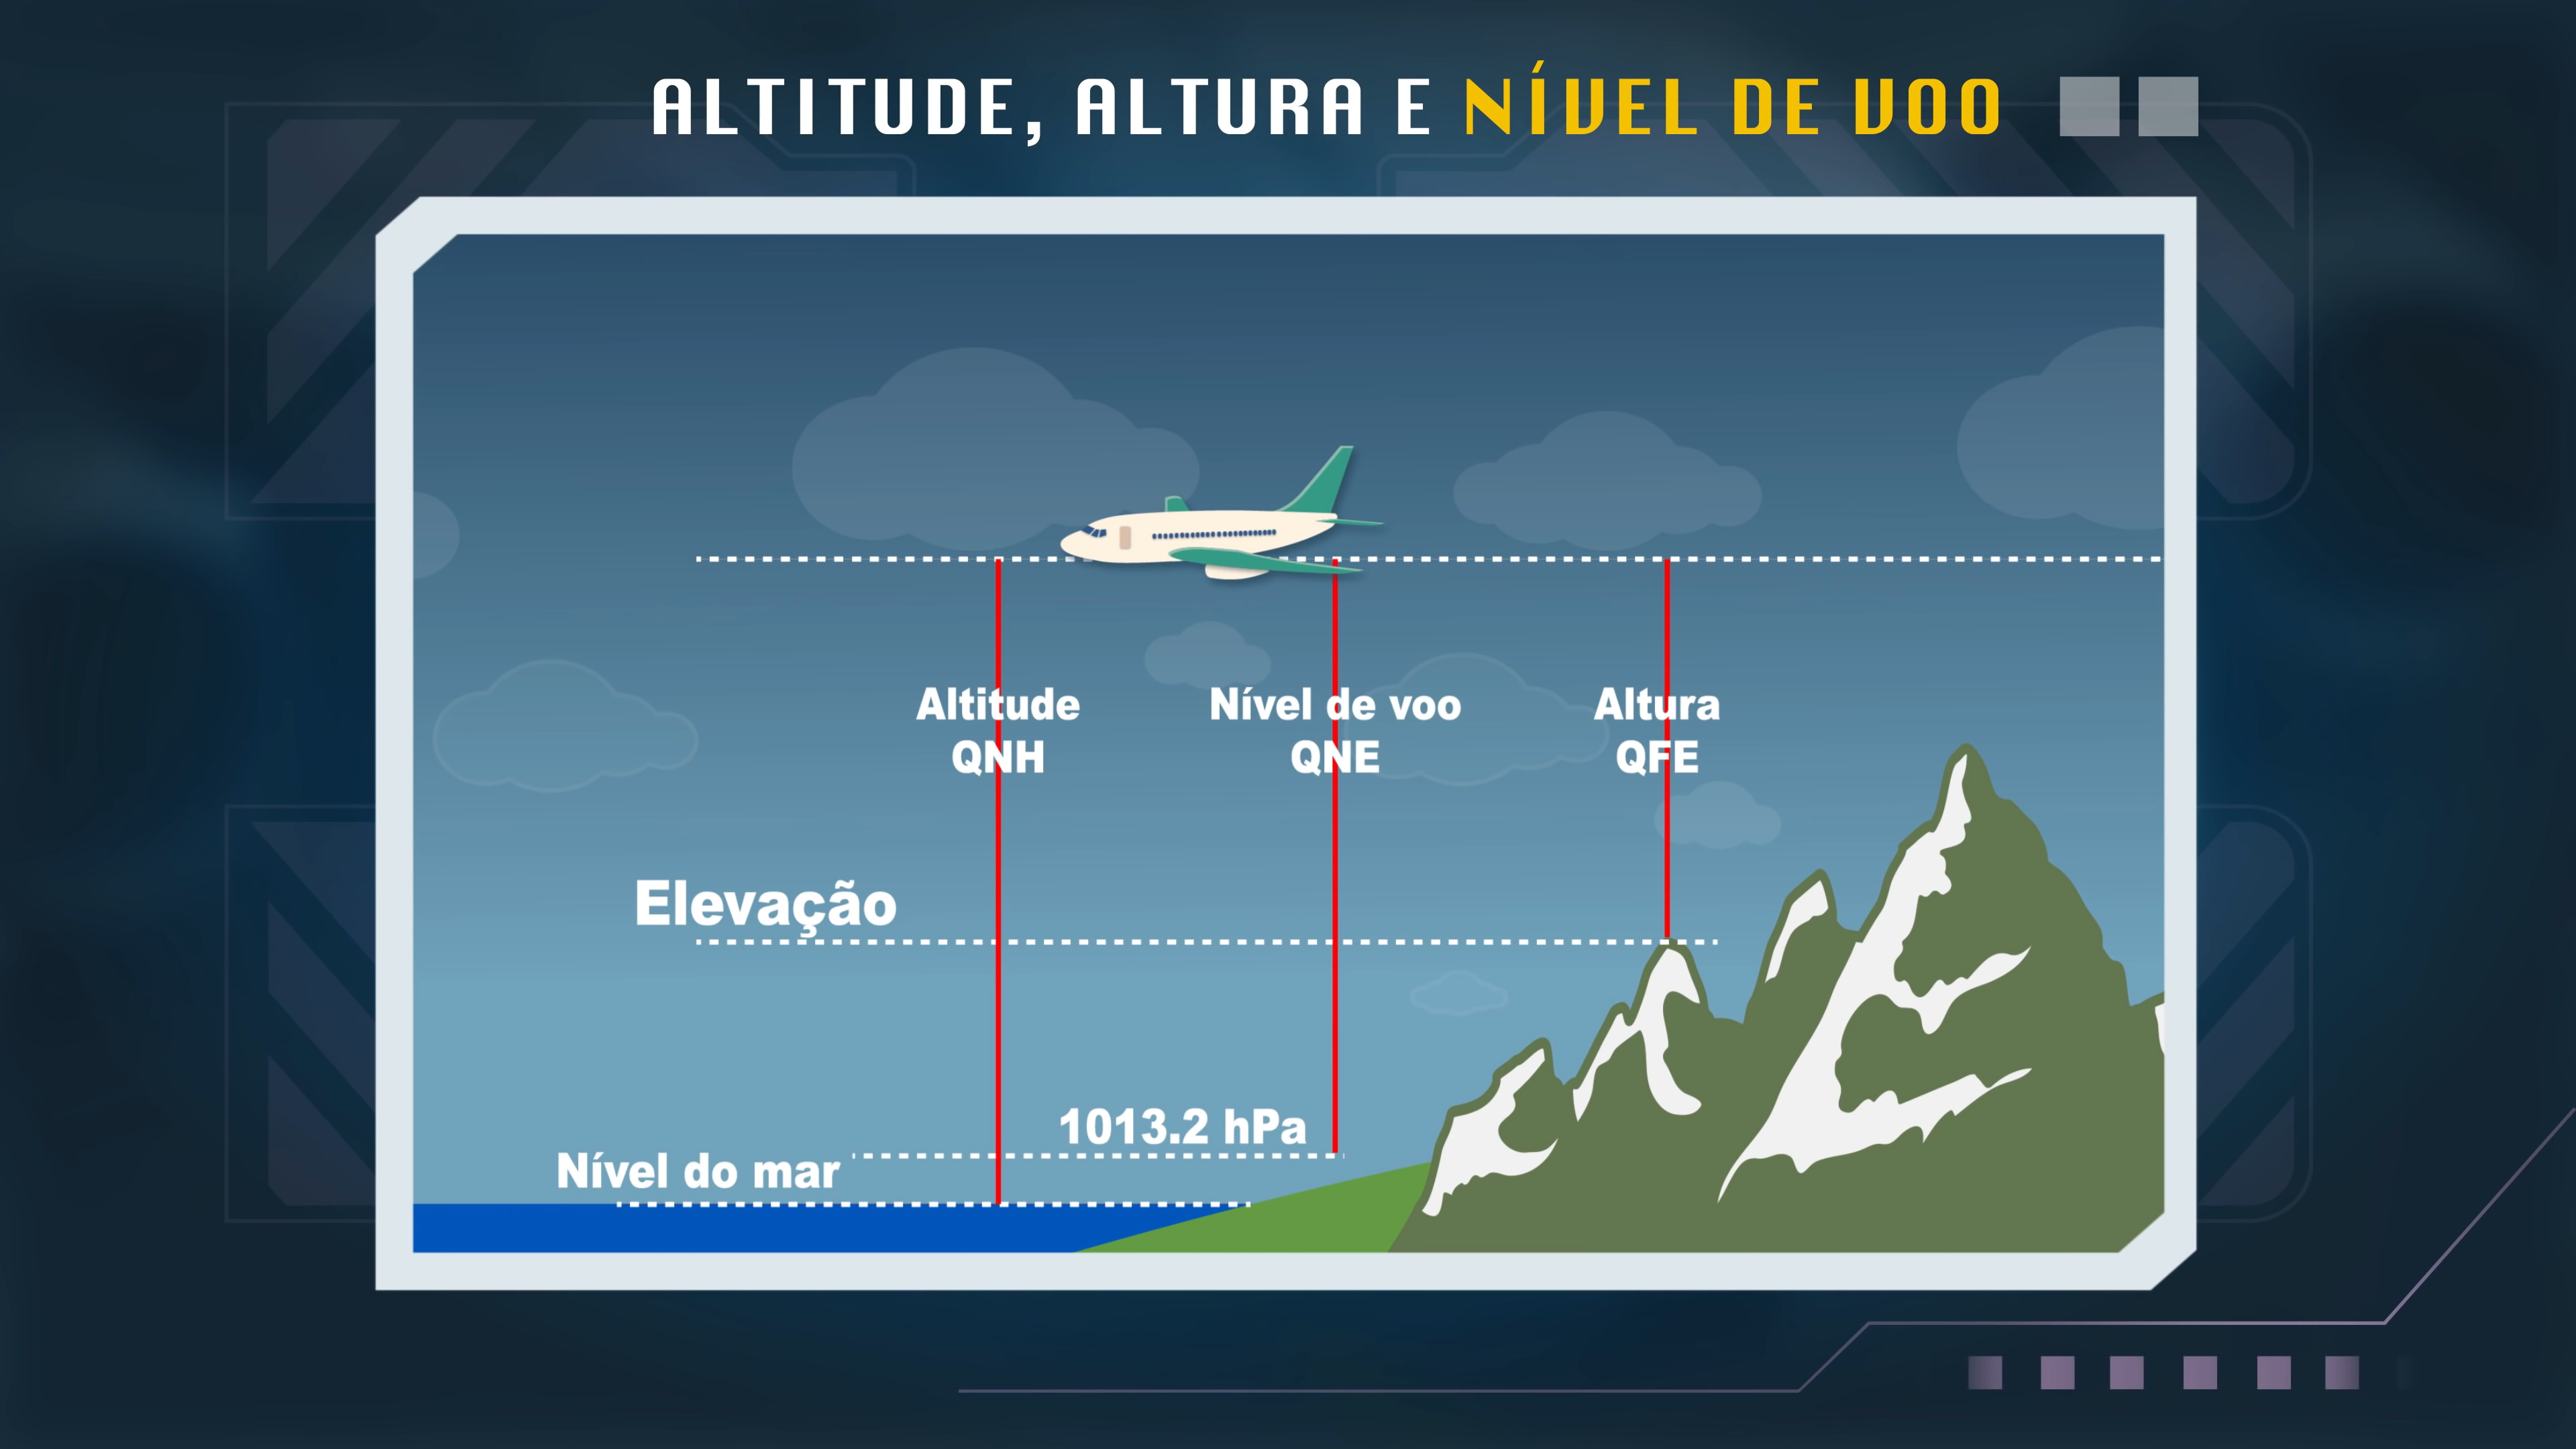 ALTITUDE, ALTURA E NÍVEL DE VOO
Altitude
QNH
Nível de voo
QNE
Altura
QFE
Elevação
1013.2 hPa
Nível do mar